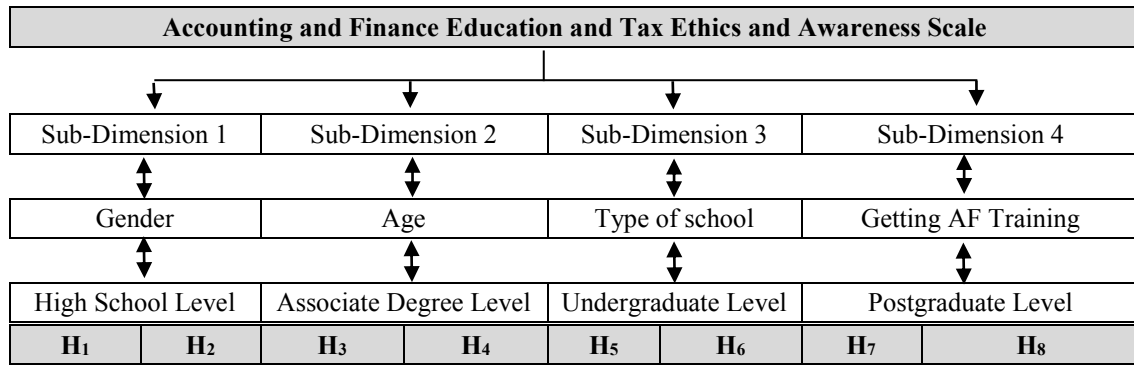 Accounting and Finance Education and Tax Ethics and Awareness Scale
Sub-Dimension 1 Sub-Dimension 2 Sub-Dimension 3 Sub-Dimension 4
Gender Age Type of school Getting AF Training
High School Level Associate Degree Level Undergraduate Level Postgraduate Level
H₁ H₂ H₃ H₄ H₅ H₆ H₇ H₈